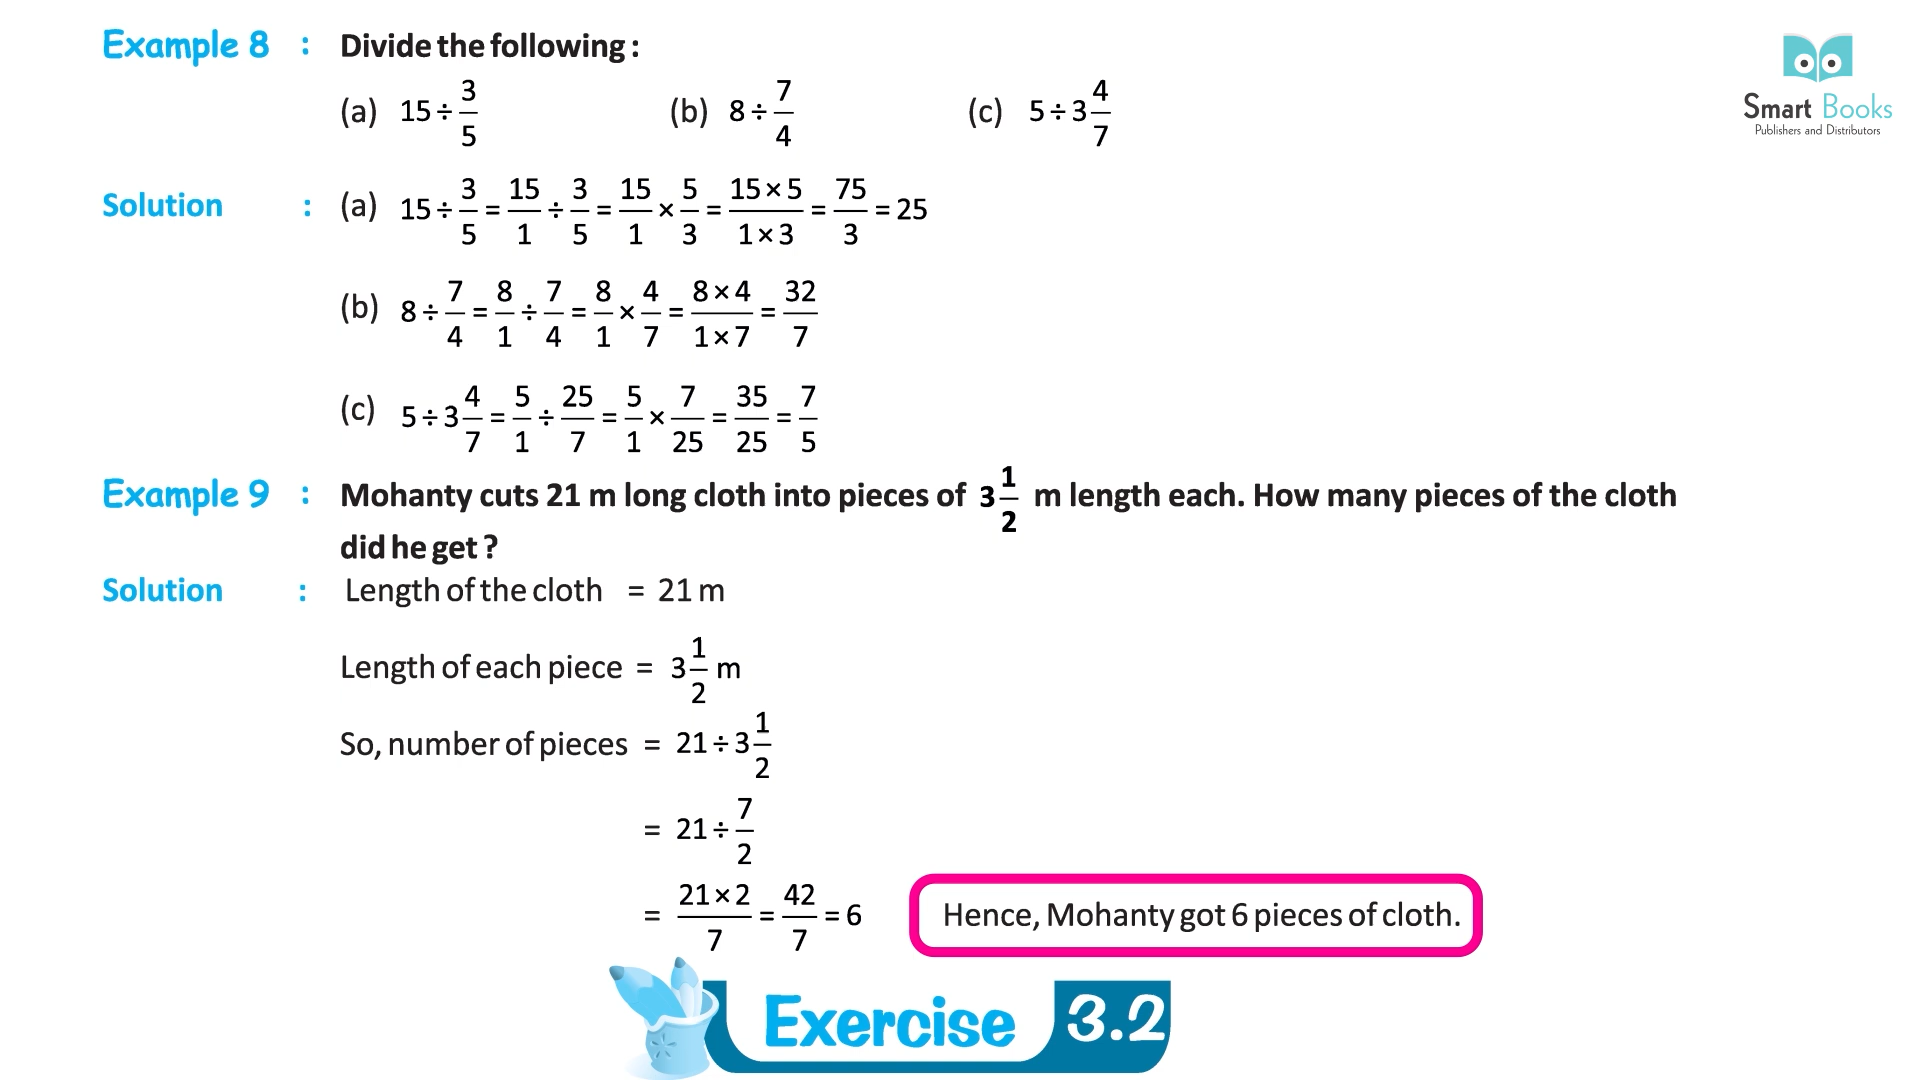 Example 8 : Divide the following :
(a) 15 ÷ 3/5 (b) 8 ÷ 7/4 (c) 5 ÷ 3 4/7
Smart Books
Publishers and Distributors
Solution : (a) 15 ÷ 3/5 = 15/1 ÷ 3/5 = 15/1 × 5/3 = 15 × 5/1 × 3 = 75/3 = 25
(b) 8 ÷ 7/4 = 8/1 ÷ 7/4 = 8/1 × 4/7 = 8 × 4/1 × 7 = 32/7
(c) 5 ÷ 3 4/7 = 5/1 ÷ 25/7 = 5/1 × 7/25 = 35/25 = 7/5
Example 9 : Mohanty cuts 21 m long cloth into pieces of 3 1/2 m length each. How many pieces of the cloth
did he get ?
Solution : Length of the cloth = 21 m
Length of each piece = 3 1/2 m
So, number of pieces = 21 ÷ 3 1/2
= 21 ÷ 7/2
= 21 × 2/7 = 42/7 = 6 Hence, Mohanty got 6 pieces of cloth.
Exercise 3.2